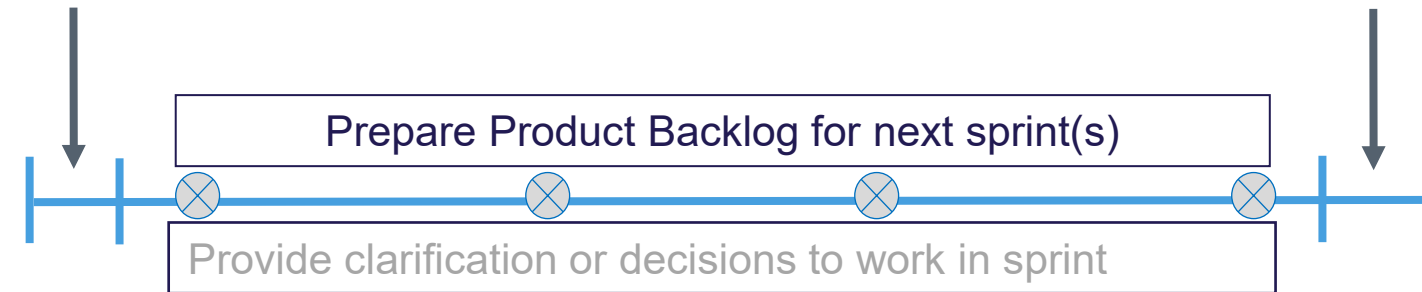 Prepare Product Backlog for next sprint(s)
Provide clarification or decisions to work in sprint